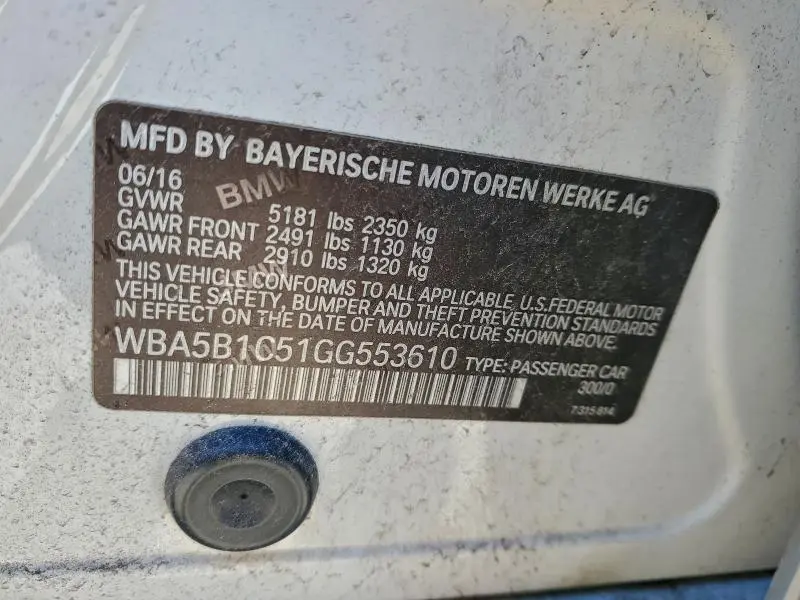 MFD BY BAYERISCHE MOTOREN WERKE AG
06/16
BMW
GVWR 5181 lbs 2350 kg
GAWR FRONT 2491 lbs 1130 kg
GAWR REAR 2910 lbs 1320 kg
THIS VEHICLE CONFORMS TO ALL APPLICABLE U.S.FEDERAL MOTOR
VEHICLE SAFETY, BUMPER AND THEFT PREVENTION STANDARDS
IN EFFECT ON THE DATE OF MANUFACTURE SHOWN ABOVE.
WBA5B1C51GG553610 TYPE: PASSENGER CAR
300/0
7315814